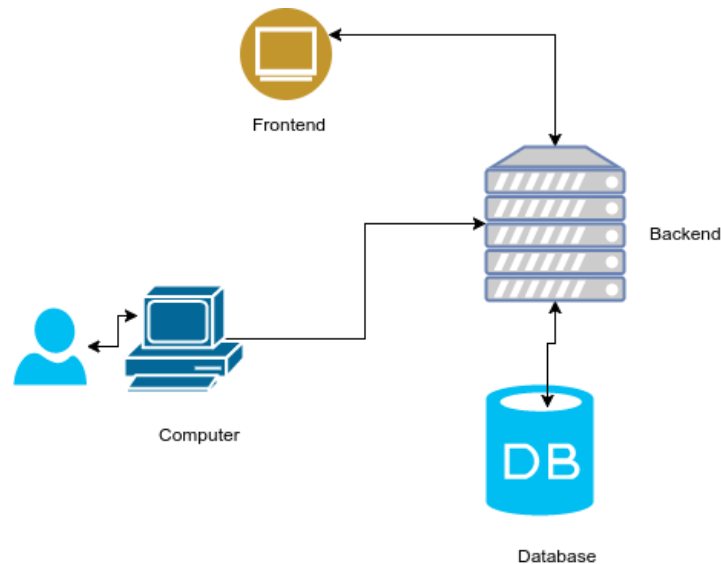 Frontend
Backend
Computer
DB
Database